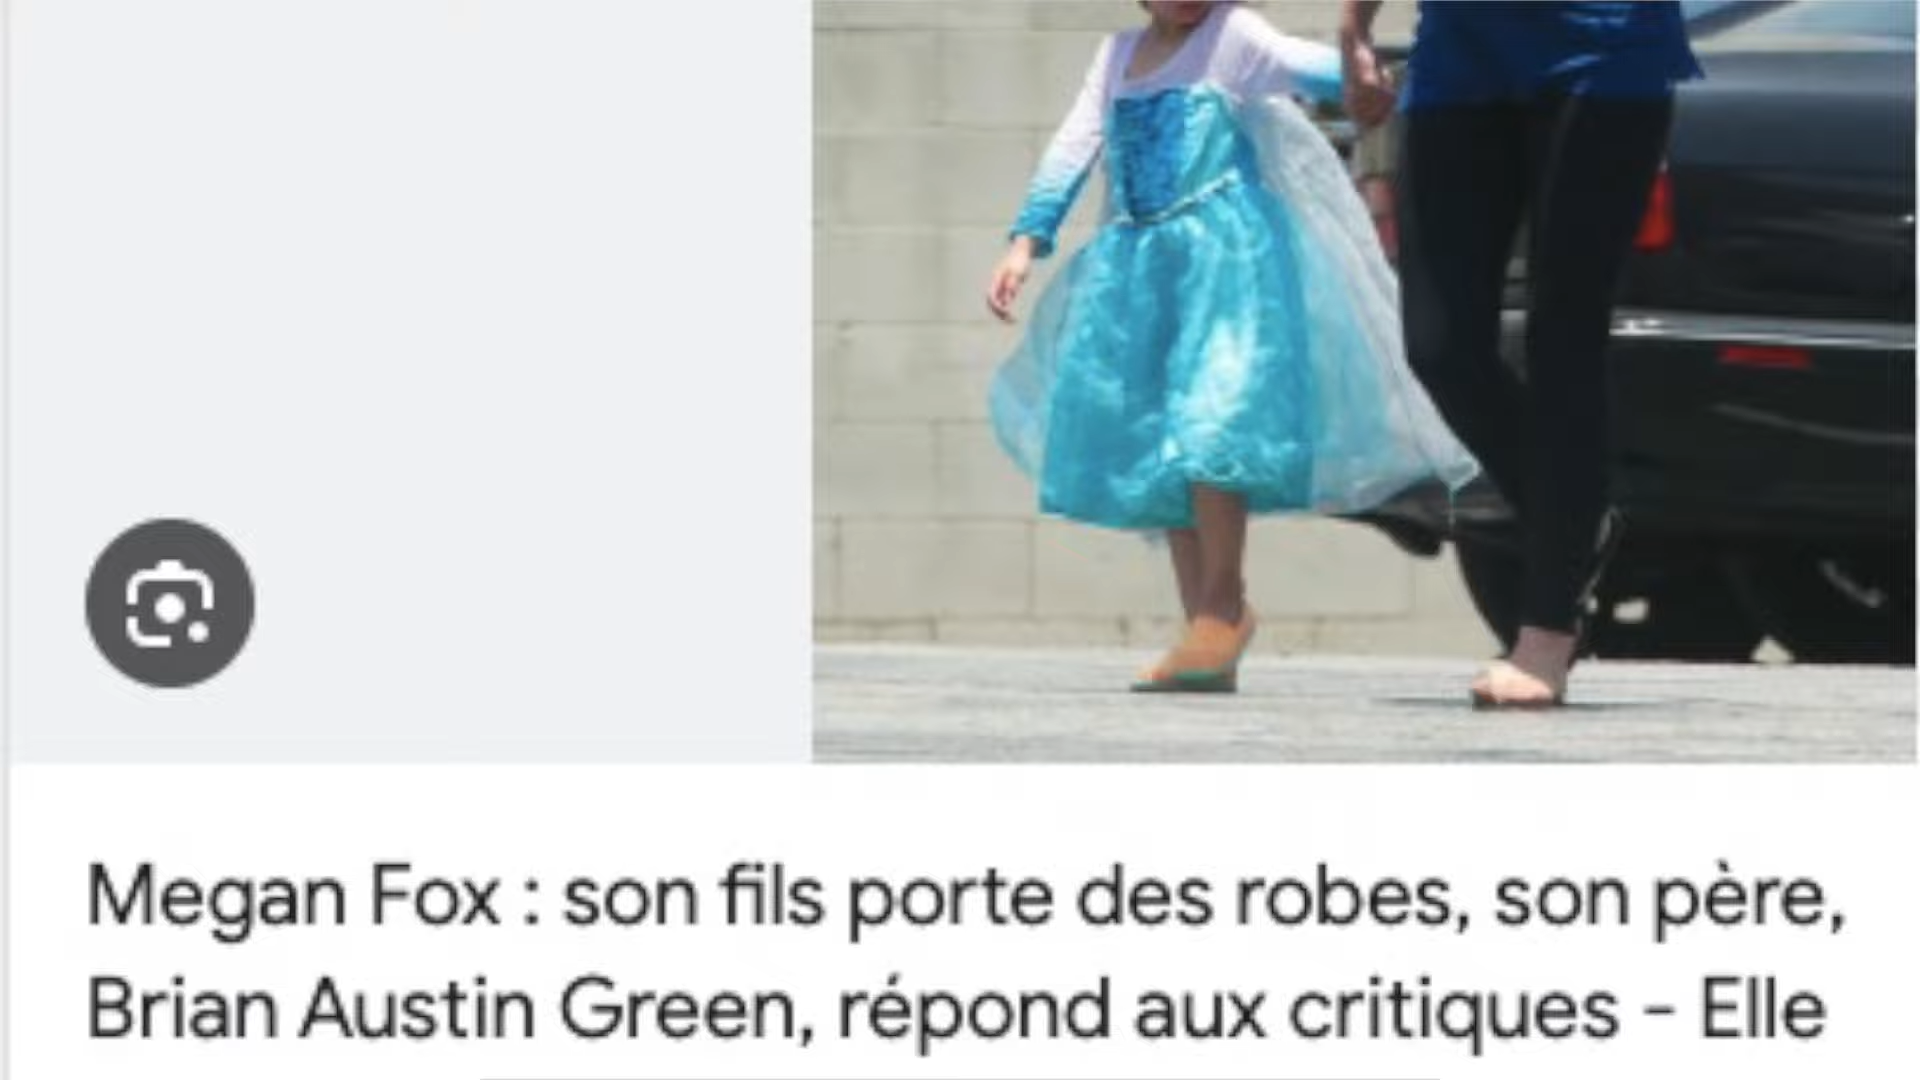 Megan Fox : son fils porte des robes, son père,
Brian Austin Green, répond aux critiques - Elle